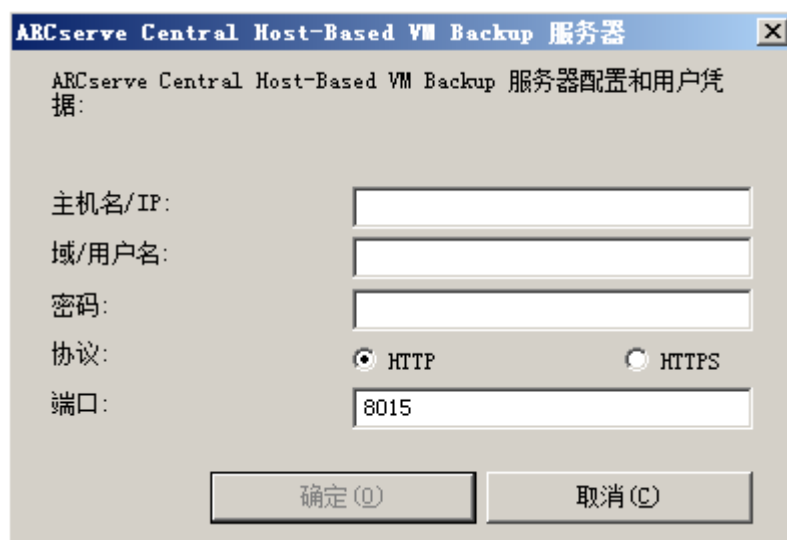 ARCserve Central Host-Based VM Backup 服务器
ARCserve Central Host-Based VM Backup 服务器配置和用户凭
据:
主机名/IP:
域/用户名:
密码:
协议: HTTP HTTPS
端口: 8015
确定(O) 取消(C)